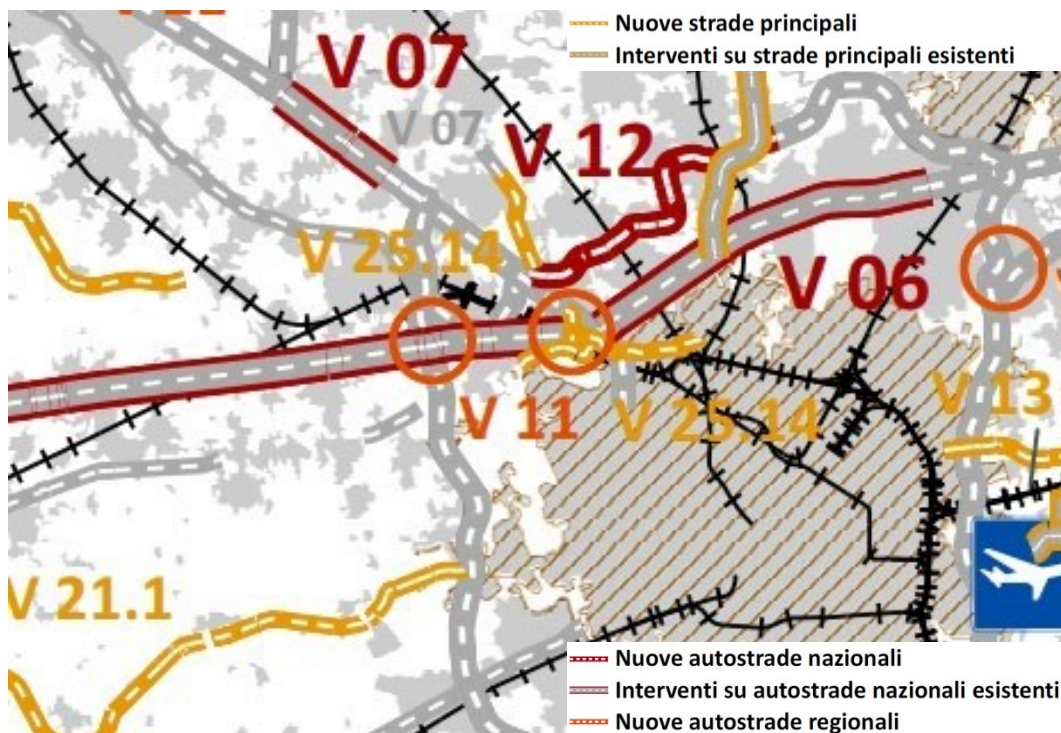 Nuove strade principali
Interventi su strade principali esistenti
V 07
V 07
V 12
V 25.14
V 06
V 11
V 25.14
V 13
V 21.1
Nuove autostrade nazionali
Interventi su autostrade nazionali esistenti
Nuove autostrade regionali